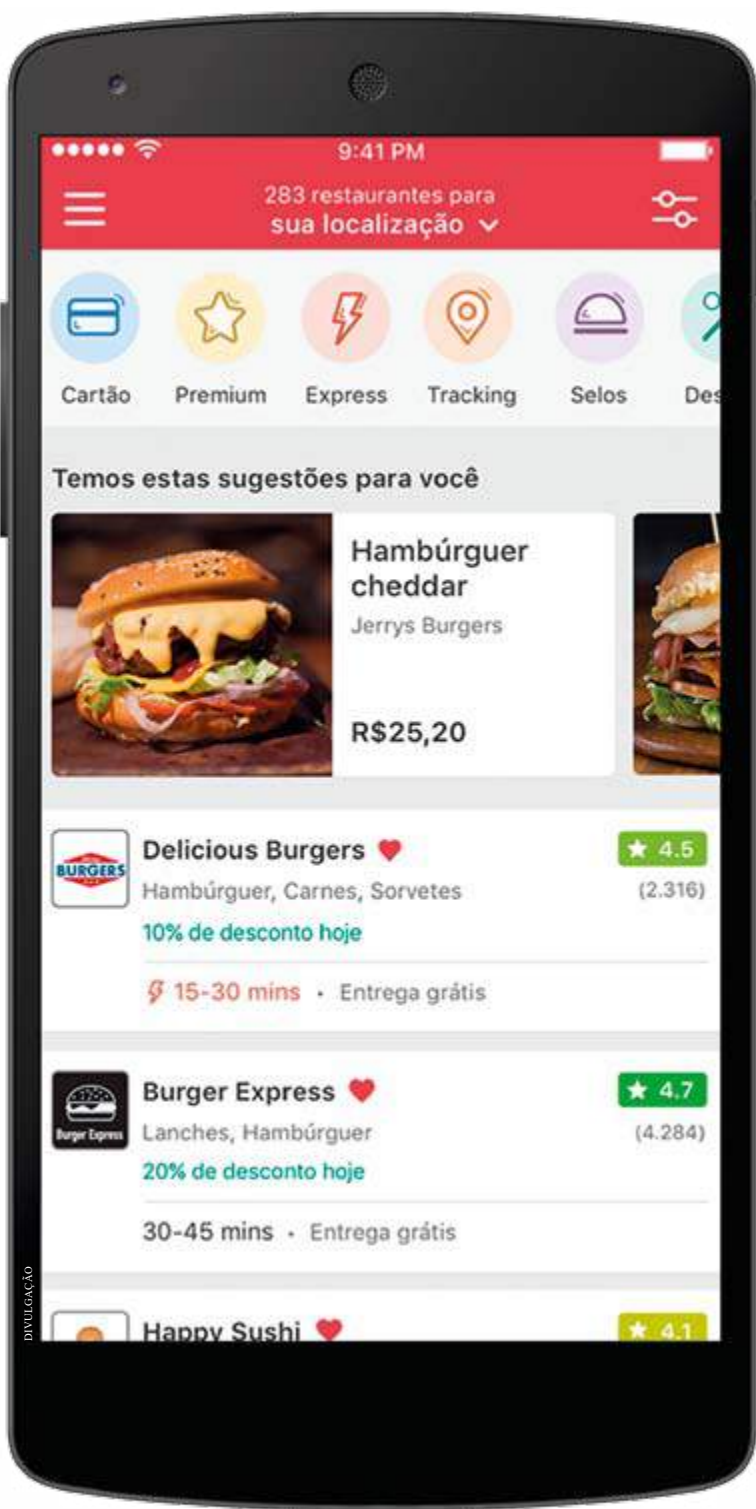 9:41 PM
283 restaurantes para
sua localização
Cartão
Premium
Express
Tracking
Selos
Des
Temos estas sugestões para você
Hambúrguer
cheddar
Jerrys Burgers
R$25,20
BURGERS
Delicious Burgers
4.5
Hambúrguer, Carnes, Sorvetes
(2.316)
10% de desconto hoje
15-30 mins · Entrega grátis
Burger Express
Burger Express
4.7
Lanches, Hambúrguer
(4.284)
20% de desconto hoje
30-45 mins · Entrega grátis
Happy Sushi
4.1
DIVULGAÇÃO